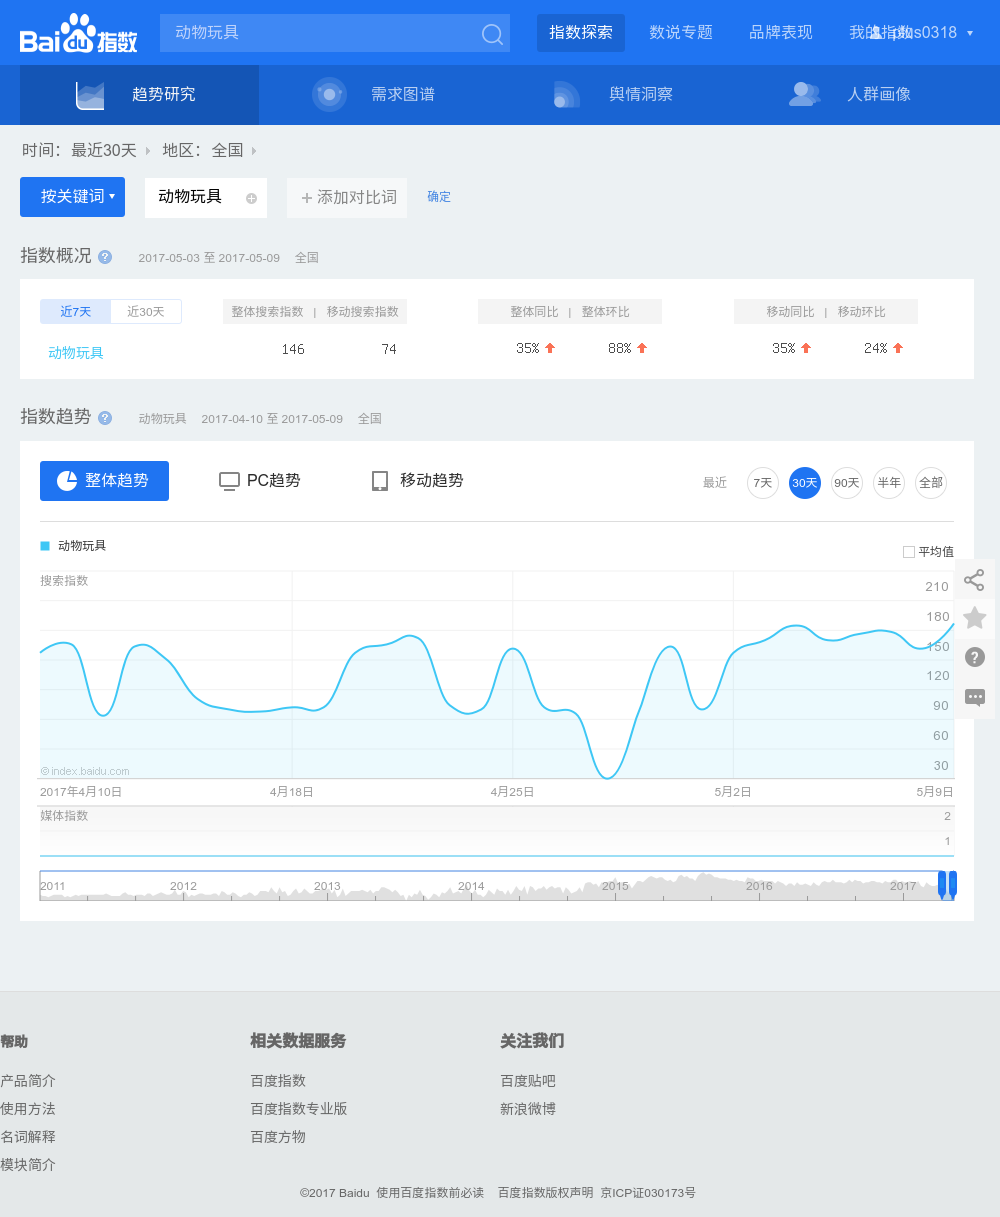 Bai du 指数
动物玩具
指数探索 数说专题 品牌表现 我的指数 0318
趋势研究 需求图谱 舆情洞察 人群画像
时间： 最近30天 地区： 全国
按关键词 动物玩具 添加对比词 确定
指数概况 ? 2017-05-03 至 2017-05-09 全国
近7天 近30天 整体搜索指数 | 移动搜索指数 整体同比 | 整体环比 移动同比 | 移动环比
动物玩具 146 74 35% 88% 35% 24%
指数趋势 ? 动物玩具 2017-04-10 至 2017-05-09 全国
整体趋势 PC趋势 移动趋势 最近 7天 30天 90天 半年 全部
动物玩具
平均值
搜索指数
210
180
150
120
90
60
30
©index.baidu.com
2017年4月10日 4月18日 4月25日 5月2日 5月9日
媒体指数 2
1
2011 2012 2013 2014 2015 2016 2017
帮助 相关数据服务 关注我们
产品简介 百度指数 百度贴吧
使用方法 百度指数专业版 新浪微博
名词解释 百度方物
模块简介
©2017 Baidu 使用百度指数前必读 百度指数版权声明 京ICP证030173号